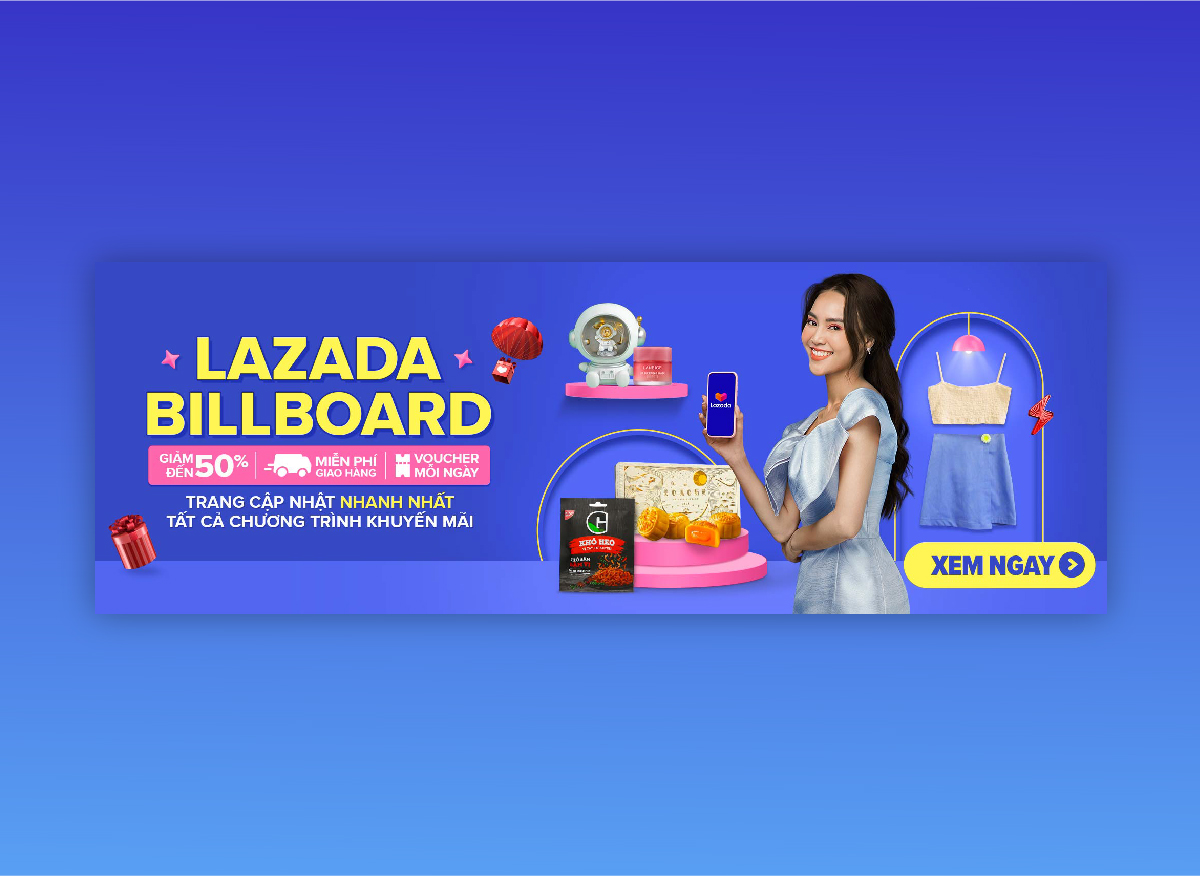 LAZADA
BILLBOARD
GIẢM
ĐẾN 50%
MIỄN PHÍ
GIAO HÀNG
VOUCHER
MỖI NGÀY
TRANG CẬP NHẬT NHANH NHẤT
TẤT CẢ CHƯƠNG TRÌNH KHUYẾN MÃI
LANEIGE
Lazada
KHÔ HEO
XEM NGAY